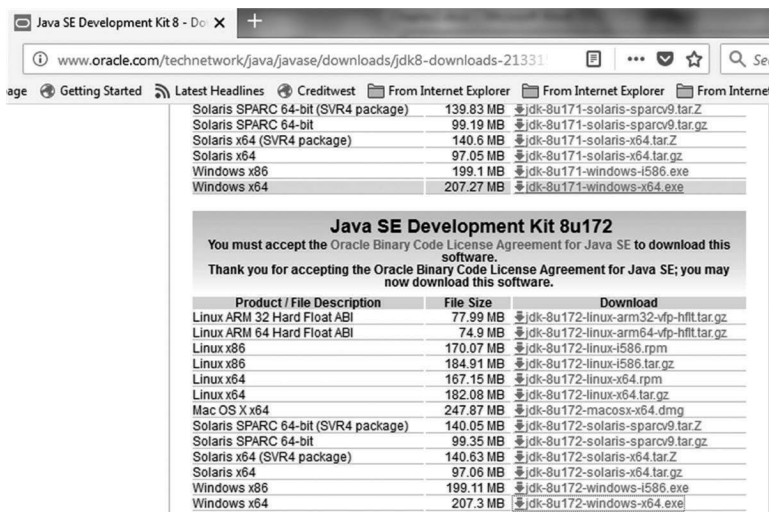 Java SE Development Kit 8 - Do
www.oracle.com/technetwork/java/javase/downloads/jdk8-downloads-21331
age Getting Started Latest Headlines Creditwest From Internet Explorer From Internet Explorer From Internet
Solaris SPARC 64-bit (SVR4 package) 139.83 MB jdk-8u171-solaris-sparcv9.tar.Z
Solaris SPARC 64-bit 99.19 MB jdk-8u171-solaris-sparcv9.tar.gz
Solaris x64 (SVR4 package) 140.6 MB jdk-8u171-solaris-x64.tar.Z
Solaris x64 97.05 MB jdk-8u171-solaris-x64.tar.gz
Windows x86 199.1 MB jdk-8u171-windows-i586.exe
Windows x64 207.27 MB jdk-8u171-windows-x64.exe
Java SE Development Kit 8u172
You must accept the Oracle Binary Code License Agreement for Java SE to download this
software.
Thank you for accepting the Oracle Binary Code License Agreement for Java SE; you may
now download this software.
Product / File Description File Size Download
Linux ARM 32 Hard Float ABI 77.99 MB jdk-8u172-linux-arm32-vfp-hflt.tar.gz
Linux ARM 64 Hard Float ABI 74.9 MB jdk-8u172-linux-arm64-vfp-hflt.tar.gz
Linux x86 170.07 MB jdk-8u172-linux-i586.rpm
Linux x86 184.91 MB jdk-8u172-linux-i586.tar.gz
Linux x64 167.15 MB jdk-8u172-linux-x64.rpm
Linux x64 182.08 MB jdk-8u172-linux-x64.tar.gz
Mac OS X x64 247.87 MB jdk-8u172-macosx-x64.dmg
Solaris SPARC 64-bit (SVR4 package) 140.05 MB jdk-8u172-solaris-sparcv9.tar.Z
Solaris SPARC 64-bit 99.35 MB jdk-8u172-solaris-sparcv9.tar.gz
Solaris x64 (SVR4 package) 140.63 MB jdk-8u172-solaris-x64.tar.Z
Solaris x64 97.06 MB jdk-8u172-solaris-x64.tar.gz
Windows x86 199.11 MB jdk-8u172-windows-i586.exe
Windows x64 207.3 MB jdk-8u172-windows-x64.exe